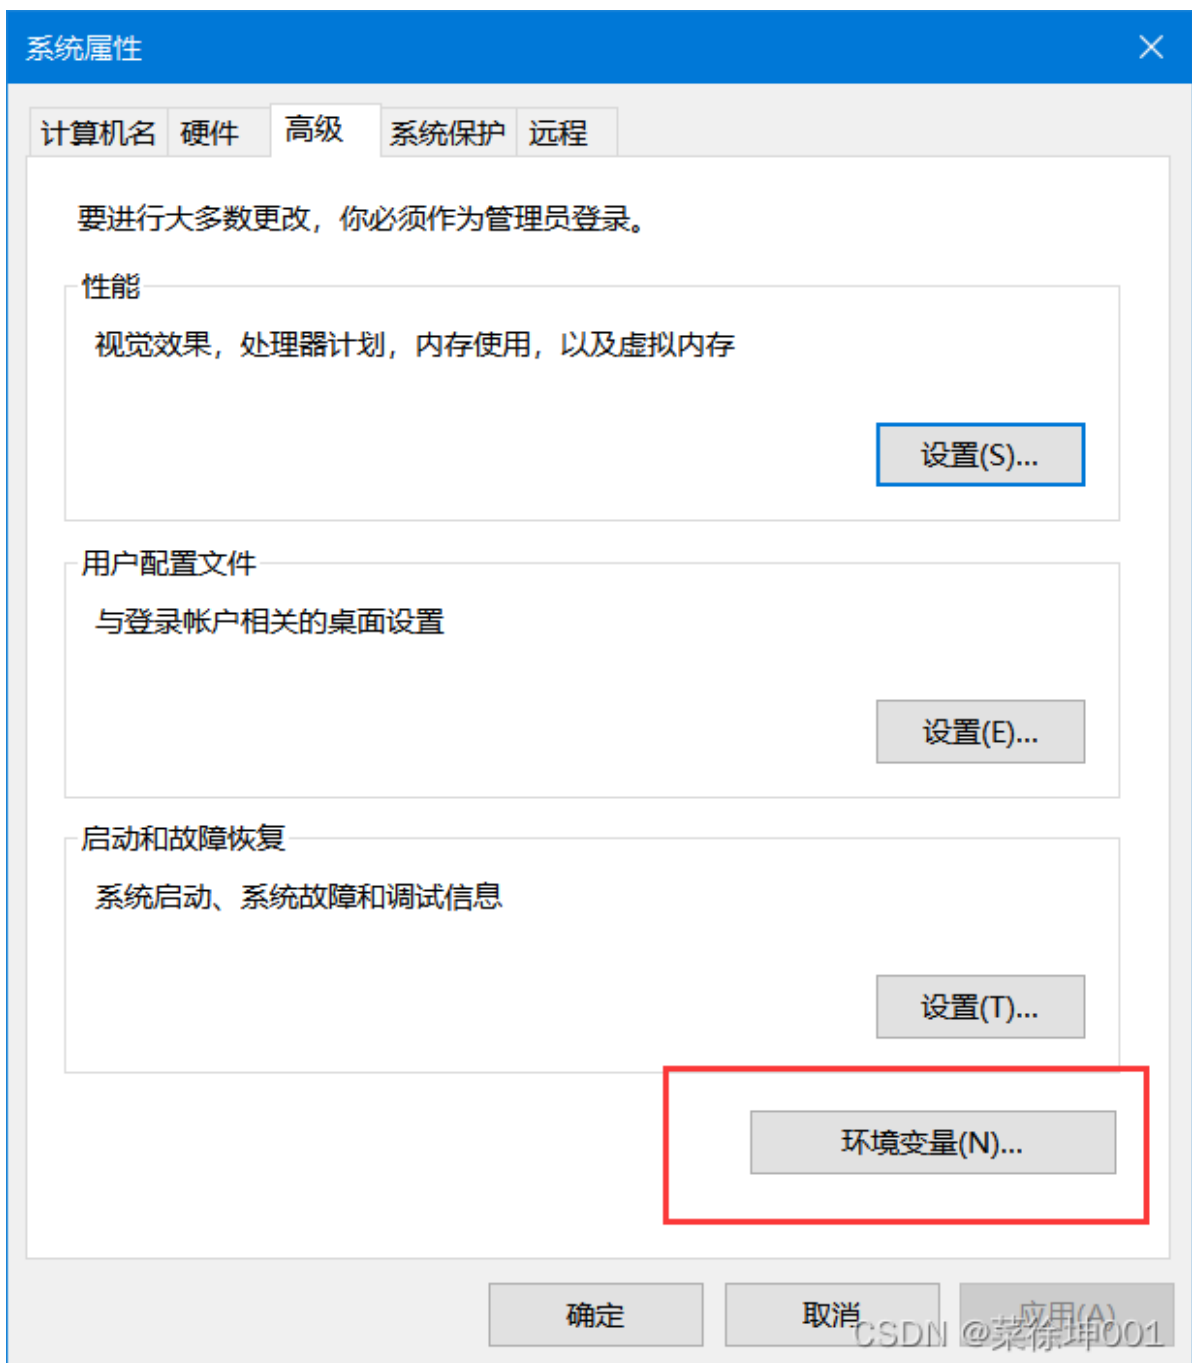 系统属性
计算机名 硬件 高级 系统保护 远程
要进行大多数更改，你必须作为管理员登录。
性能
视觉效果，处理器计划，内存使用，以及虚拟内存
设置(S)...
用户配置文件
与登录帐户相关的桌面设置
设置(E)...
启动和故障恢复
系统启动、系统故障和调试信息
设置(T)...
环境变量(N)...
确定 取消 应用(A)
CSDN @菜徐坤001